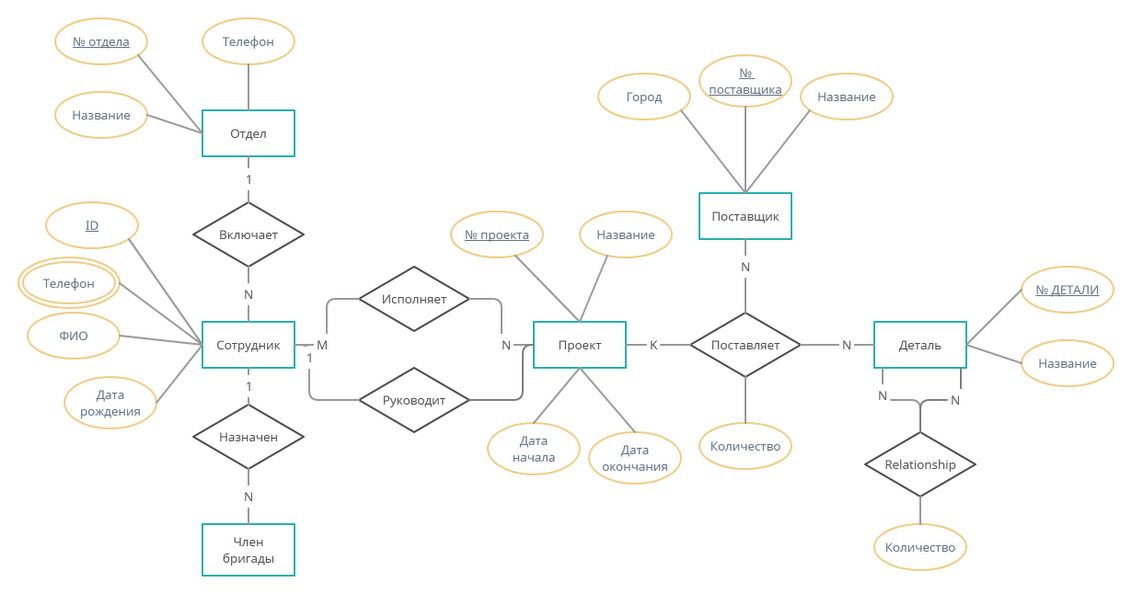 № отдела
Телефон
Название
Отдел
1
Включает
N
ID
Телефон
ФИО
Дата
рождения
Сотрудник
M
1
1
Назначен
N
Член
бригады
Исполняет
Руководит
N
№ проекта
Название
Проект
Дата
начала
Дата
окончания
K
Город
№
поставщика
Название
Поставщик
N
Поставляет
Количество
N
Деталь
№ ДЕТАЛИ
Название
N
N
Relationship
Количество